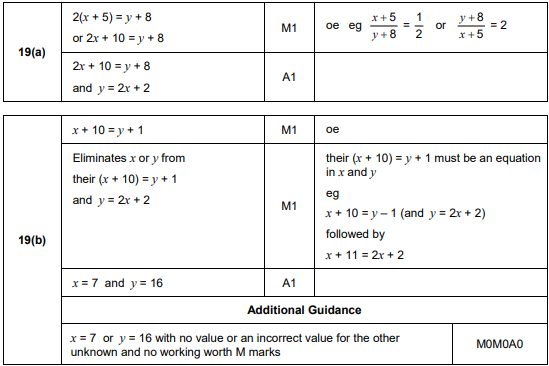 19(a)
2(x + 5) = y + 8
or 2x + 10 = y + 8
M1
oe eg (x + 5)/(y + 8) = 1/2 or (y + 8)/(x + 5) = 2
2x + 10 = y + 8
and y = 2x + 2
A1
19(b)
x + 10 = y + 1
M1
oe
Eliminates x or y from
their (x + 10) = y + 1
and y = 2x + 2
M1
their (x + 10) = y + 1 must be an equation
in x and y
eg
x + 10 = y – 1 (and y = 2x + 2)
followed by
x + 11 = 2x + 2
x = 7 and y = 16
A1
Additional Guidance
x = 7 or y = 16 with no value or an incorrect value for the other
unknown and no working worth M marks
M0M0A0